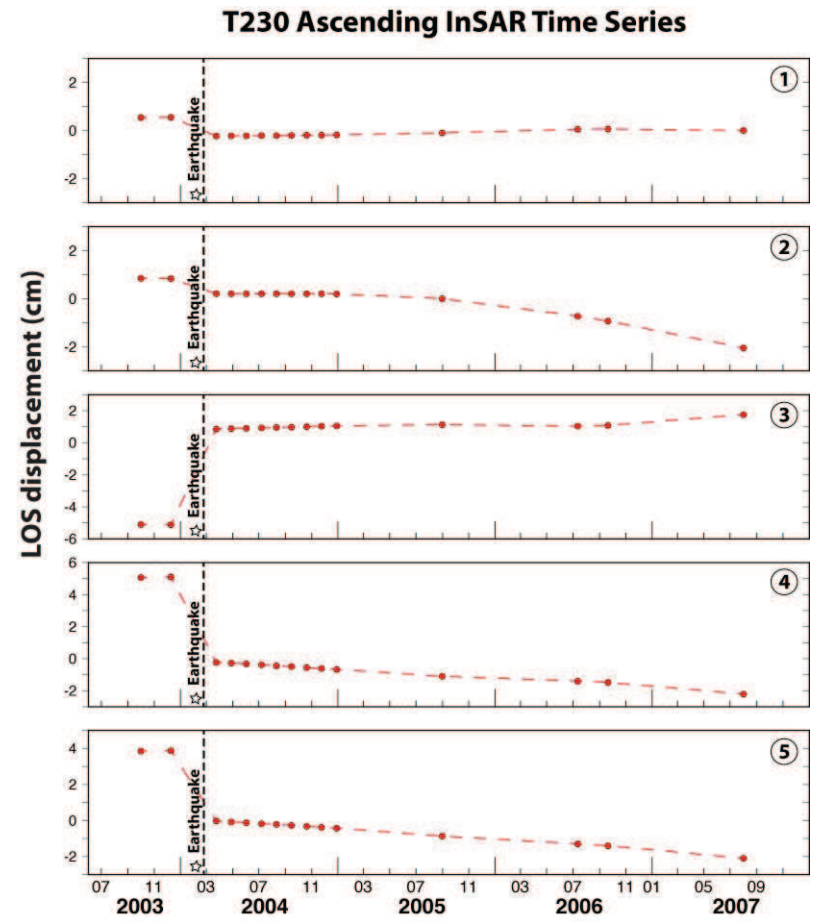 T230 Ascending InSAR Time Series
LOS displacement (cm)
2
0
-2
Earthquake
1
2
0
-2
Earthquake
2
2
0
-2
-4
-6
Earthquake
3
6
4
2
0
-2
Earthquake
4
4
2
0
-2
Earthquake
5
07 11 03 07 11 03 07 11 03 07 11 01 05 09
2003 2004 2005 2006 2007